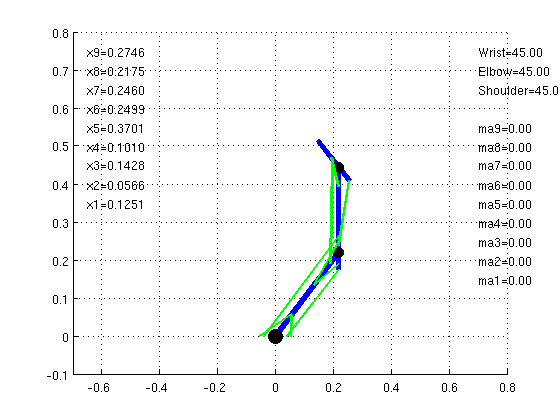 0.8
0.7
0.6
0.5
0.4
0.3
0.2
0.1
0
-0.1
x9=0.2746
x8=0.2175
x7=0.2460
x6=0.2499
x5=0.3701
x4=0.1010
x3=0.1428
x2=0.0566
x1=0.1251
Wrist=45.00
Elbow=45.00
Shoulder=45.0
ma9=0.00
ma8=0.00
ma7=0.00
ma6=0.00
ma5=0.00
ma4=0.00
ma3=0.00
ma2=0.00
ma1=0.00
-0.6 -0.4 -0.2 0 0.2 0.4 0.6 0.8